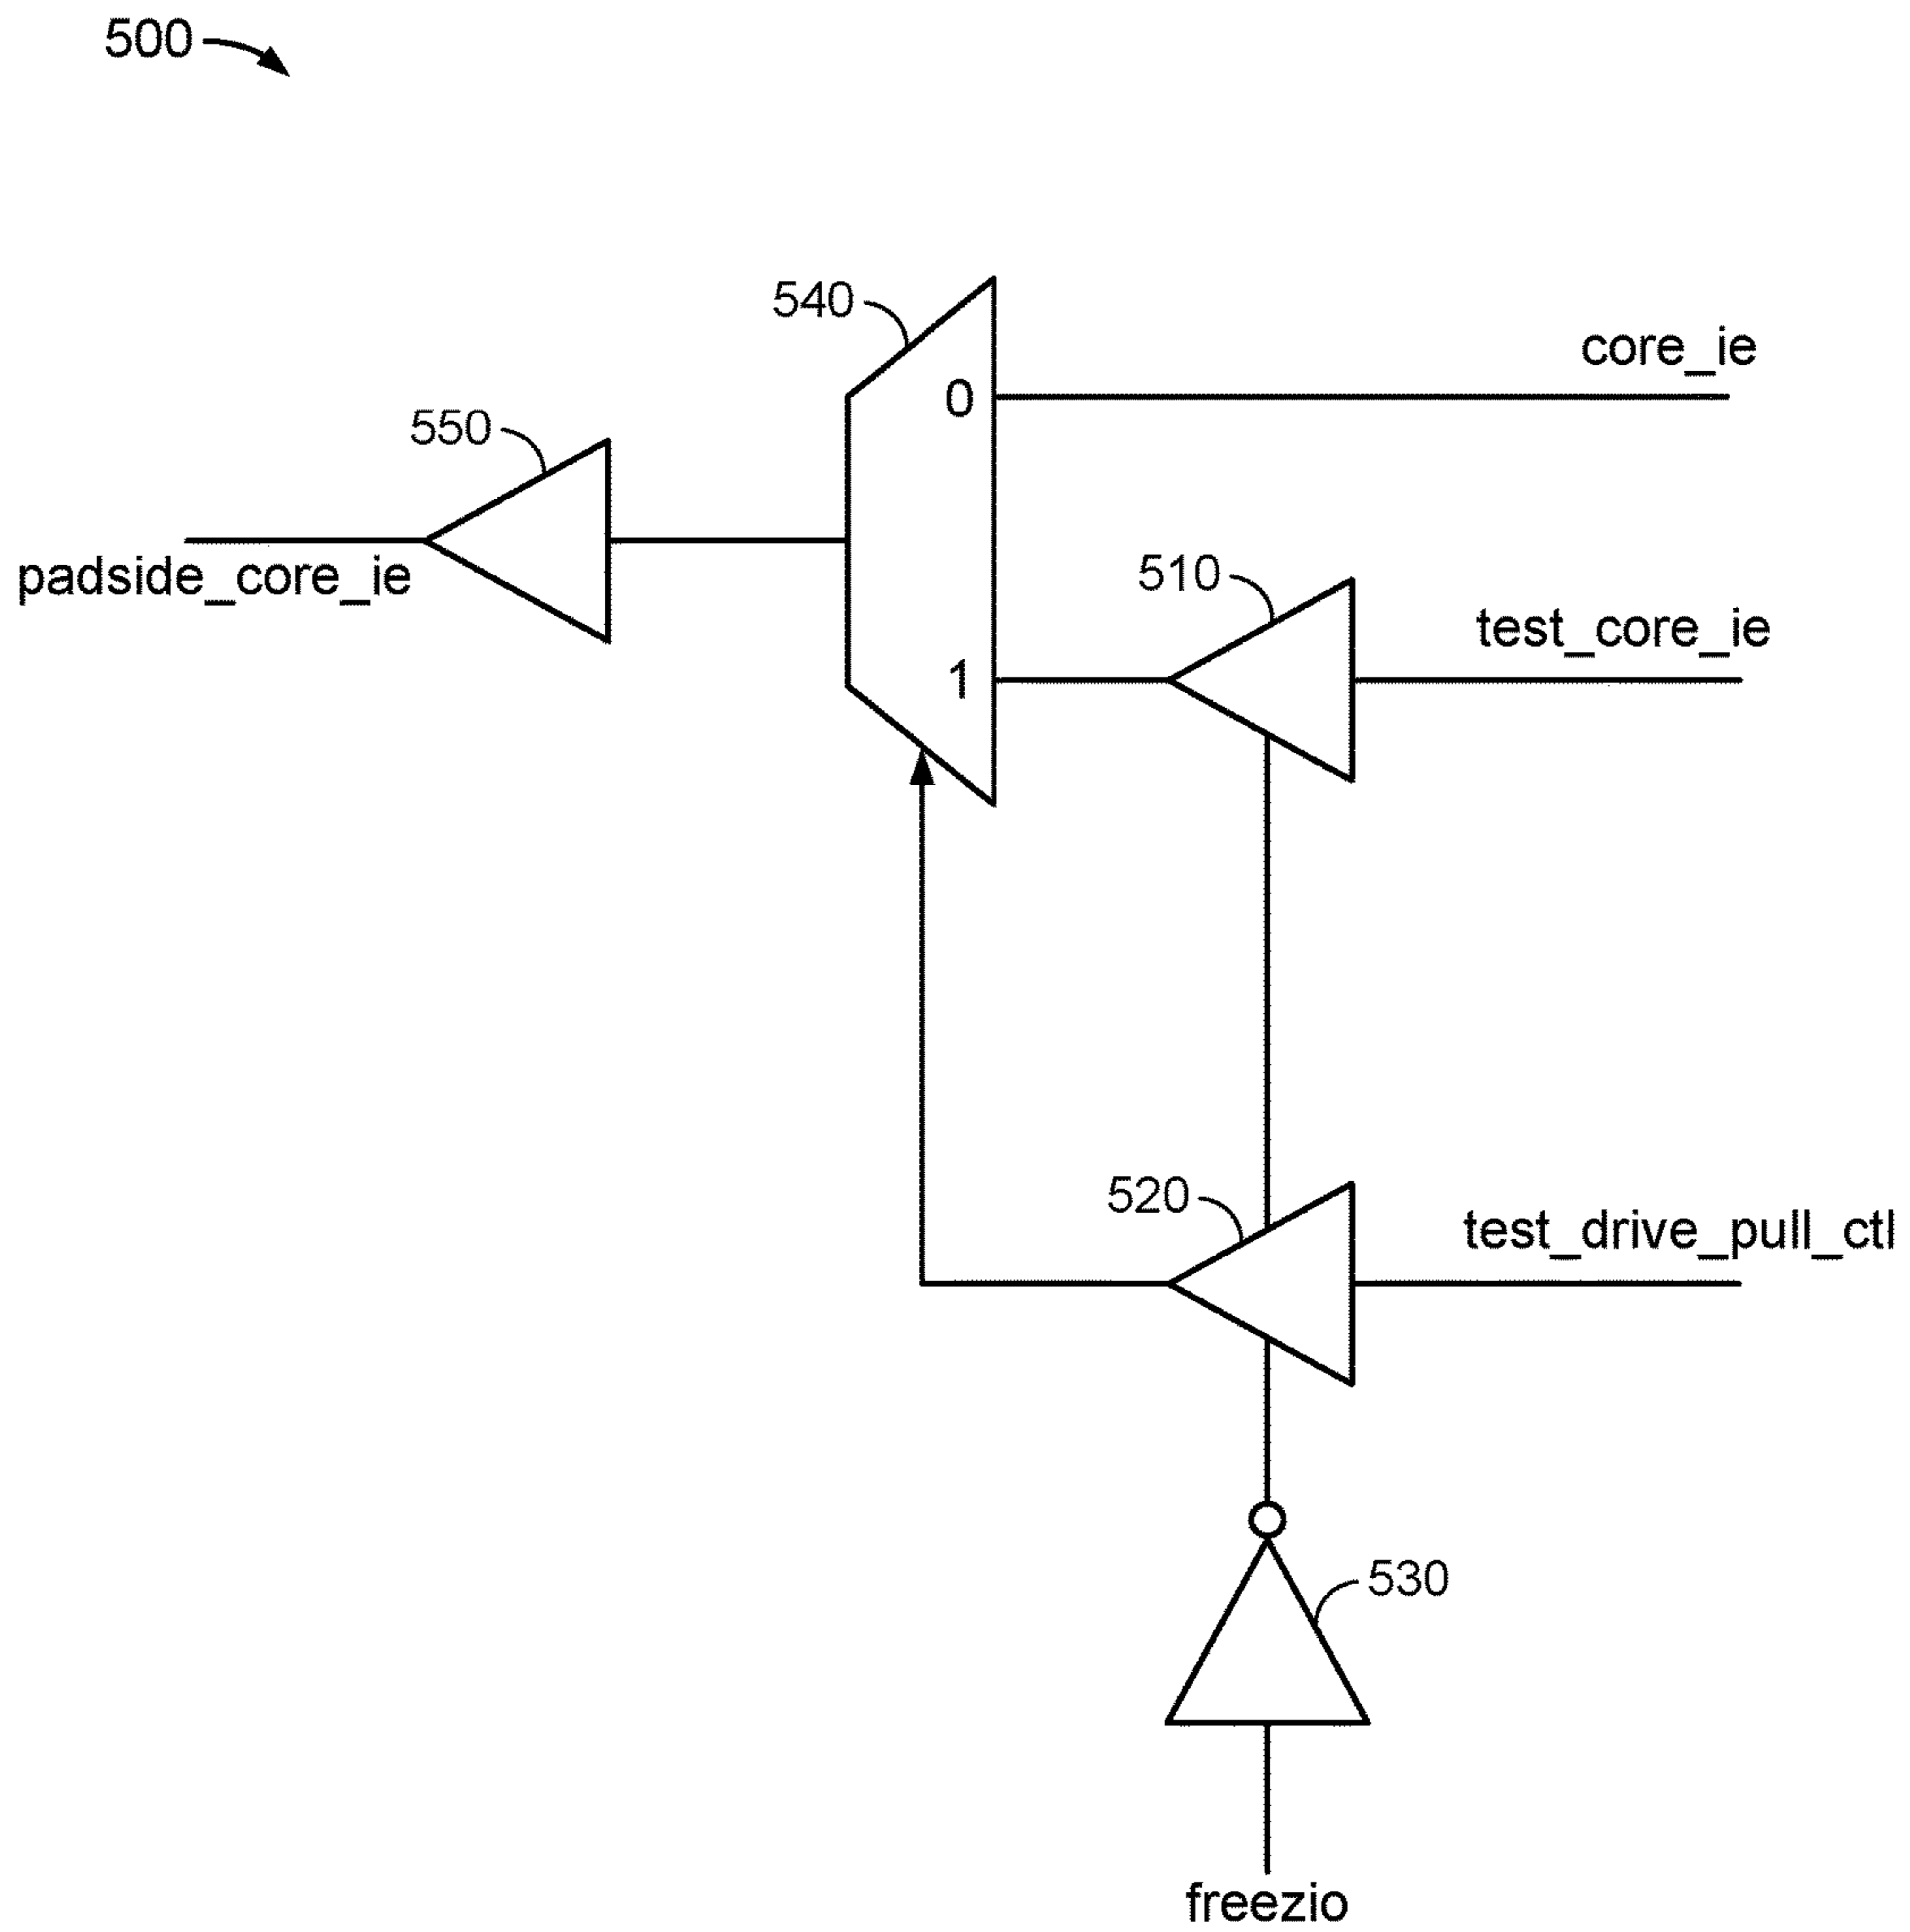 500
540
core_ie
0
550
padside_core_ie
510
test_core_ie
1
520
test_drive_pull_ctl
530
freezio